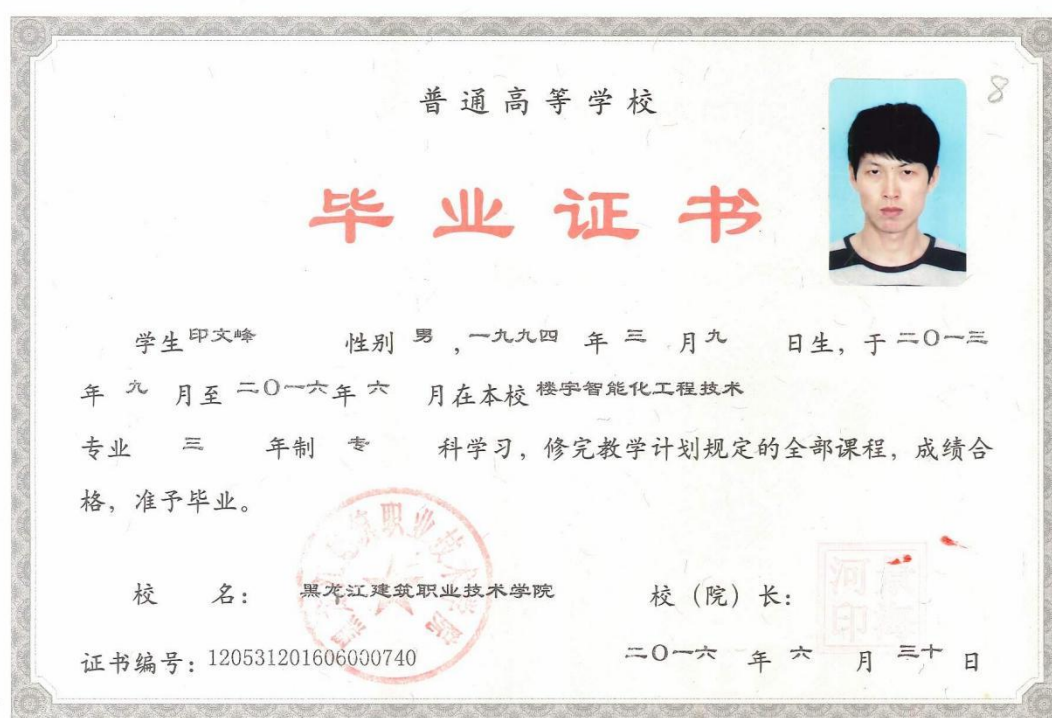 普通高等学校
8
毕业证书
学生印文峰 性别 男，一九九四 年 三 月九 日生，于二〇一三
年 九 月至二〇一六年 六 月在本校楼宇智能化工程技术
专业 三 年制 专 科学习，修完教学计划规定的全部课程，成绩合
格，准予毕业。
校 名：黑龙江建筑职业技术学院 校（院）长：
证书编号：120531201606000740 二〇一六 年 六 月 三十 日